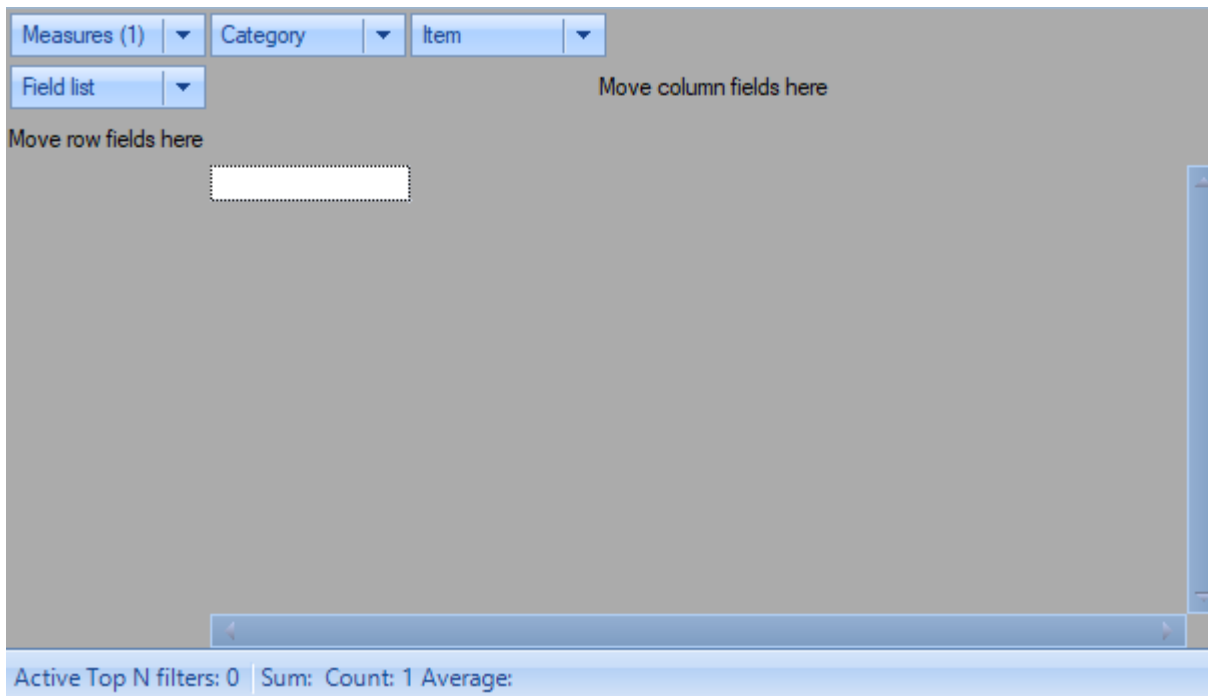 Measures (1) Category Item
Field list Move column fields here
Move row fields here
Active Top N filters: 0 Sum: Count: 1 Average: